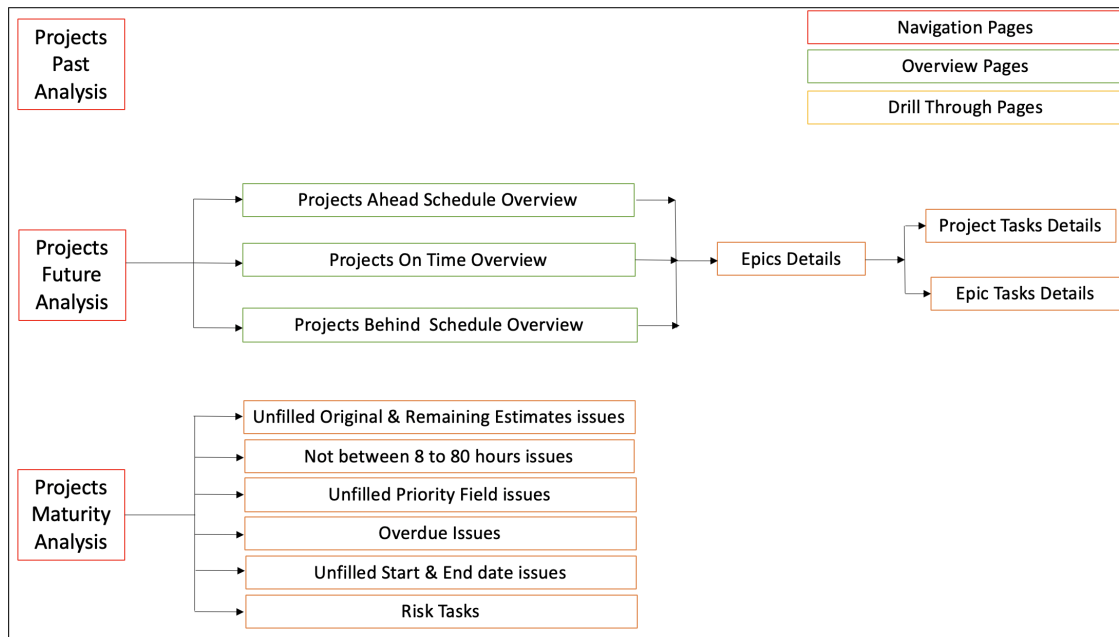 Projects
Past
Analysis
Navigation Pages
Overview Pages
Drill Through Pages
Projects
Future
Analysis
Projects Ahead Schedule Overview
Projects On Time Overview
Projects Behind  Schedule Overview
Epics Details
Project Tasks Details
Epic Tasks Details
Projects
Maturity
Analysis
Unfilled Original & Remaining Estimates issues
Not between 8 to 80 hours issues
Unfilled Priority Field issues
Overdue Issues
Unfilled Start & End date issues
Risk Tasks